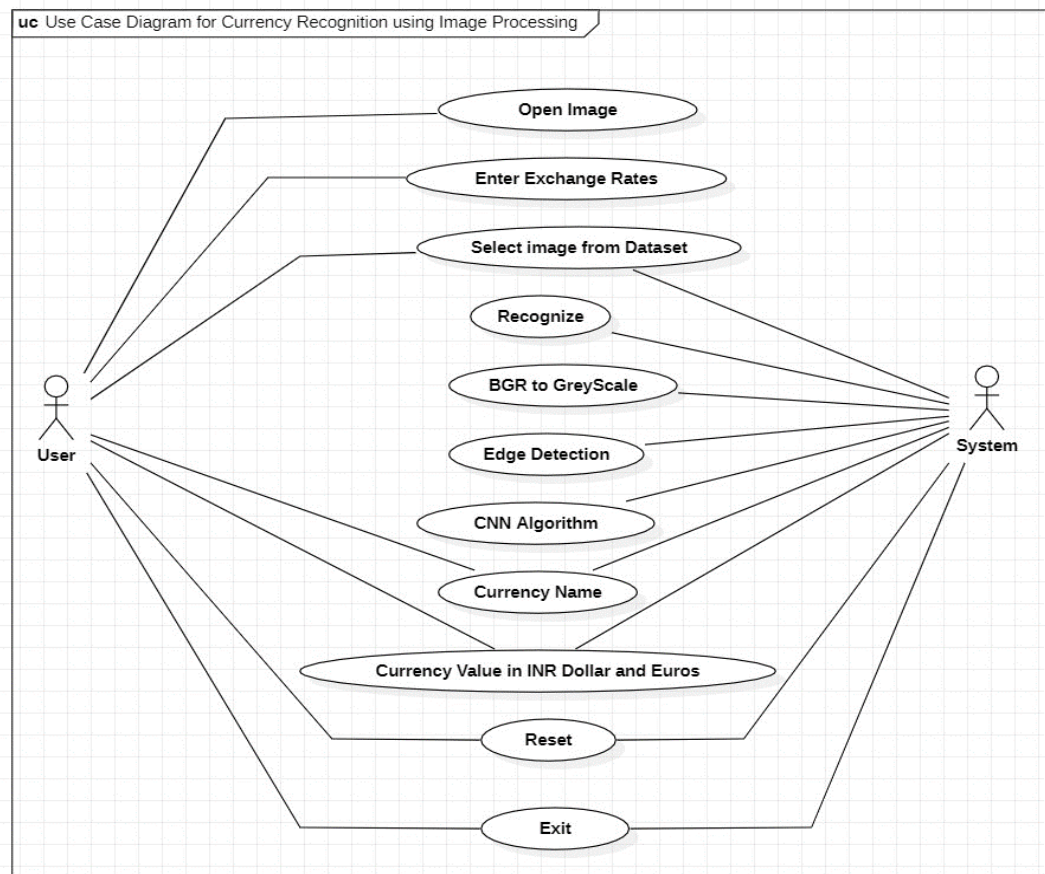 uc Use Case Diagram for Currency Recognition using Image Processing
Open Image
Enter Exchange Rates
Select image from Dataset
Recognize
BGR to GreyScale
User
System
Edge Detection
CNN Algorithm
Currency Name
Currency Value in INR Dollar and Euros
Reset
Exit